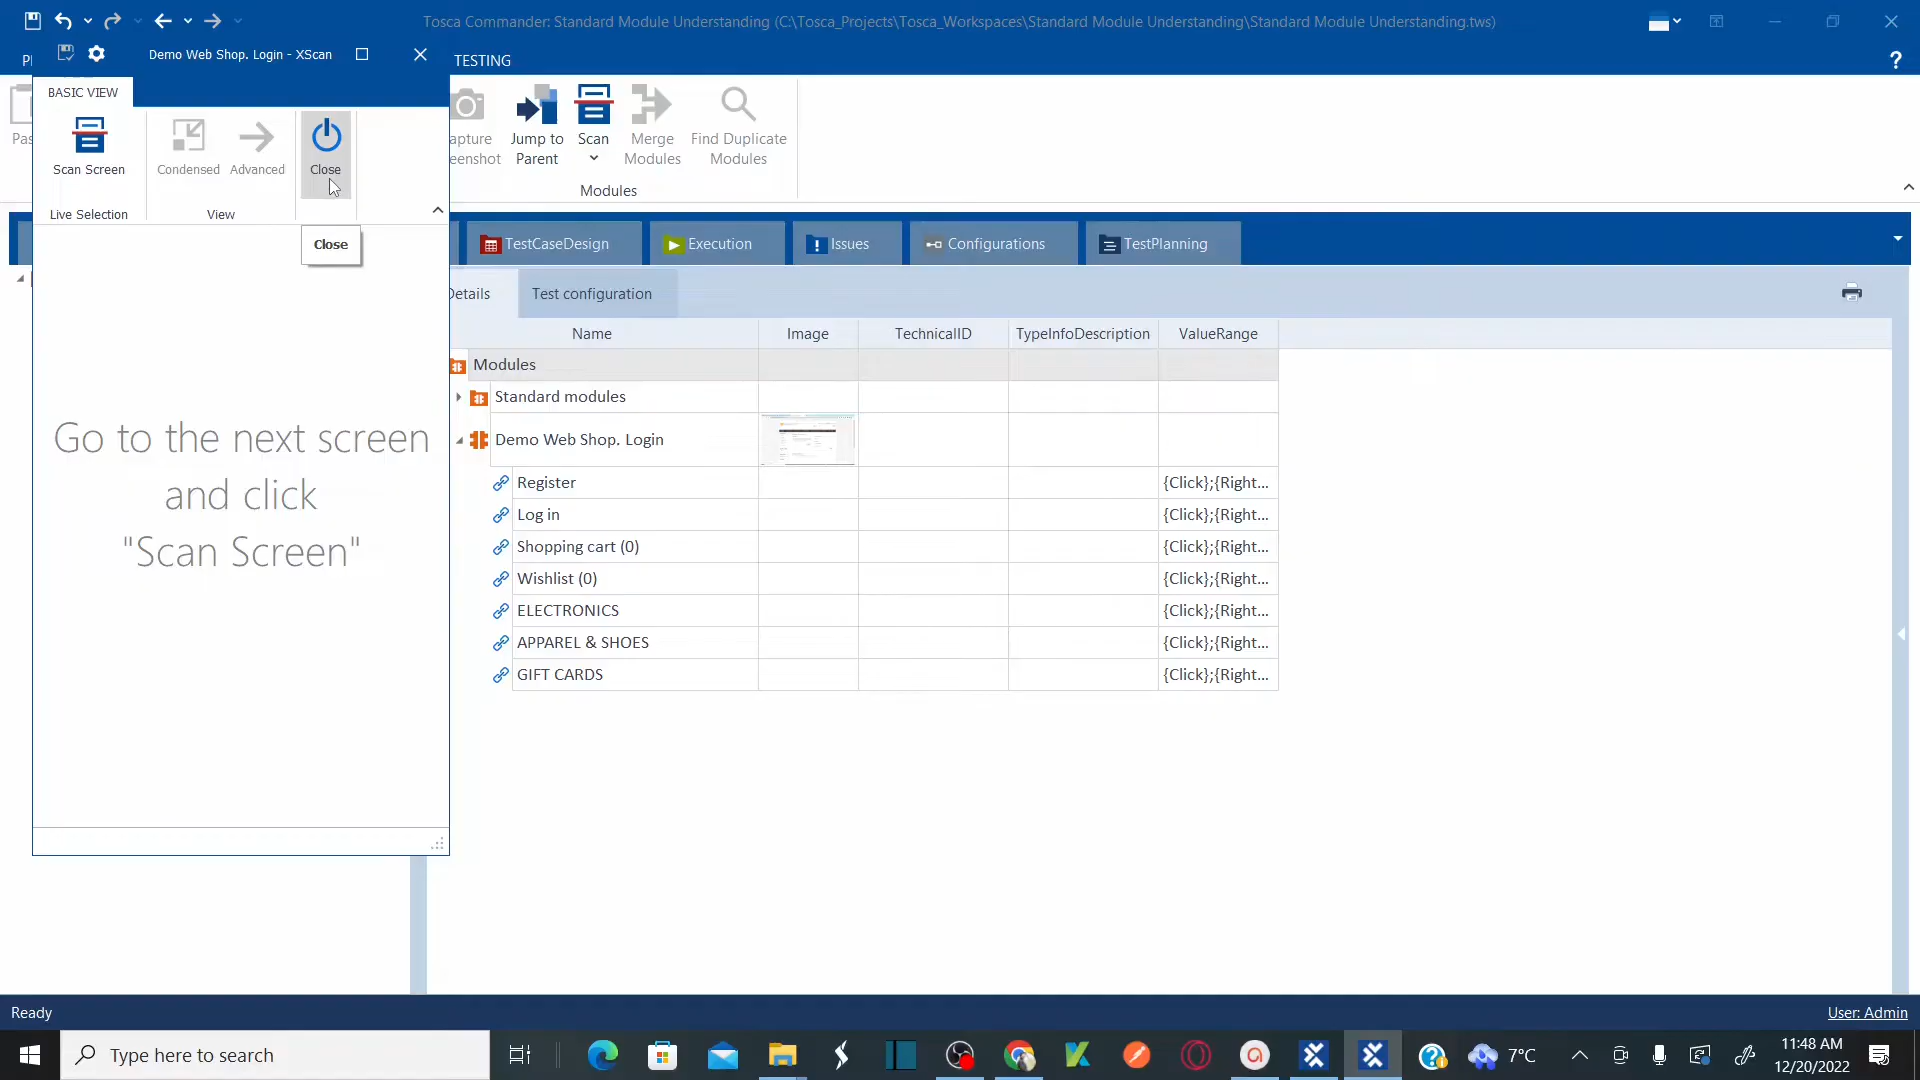 Tosca Commander: Standard Module Understanding (C:\Tosca_Projects\Tosca_Workspaces\Standard Module Understanding\Standard Module Understanding.tws)
Demo Web Shop. Login - XScan
TESTING
BASIC VIEW
Scan Screen
Condensed
Advanced
Close
Live Selection
View
Close
Jump to
Parent
Scan
Merge
Modules
Find Duplicate
Modules
Modules
TestCaseDesign
Execution
Issues
Configurations
TestPlanning
Details
Test configuration
Name
Image
TechnicalID
TypeInfoDescription
ValueRange
Modules
Standard modules
Demo Web Shop. Login
Register
{Click};{Right...
Log in
{Click};{Right...
Shopping cart (0)
{Click};{Right...
Wishlist (0)
{Click};{Right...
ELECTRONICS
{Click};{Right...
APPAREL & SHOES
{Click};{Right...
GIFT CARDS
{Click};{Right...
Go to the next screen
and click
"Scan Screen"
Ready
User: Admin
Type here to search
7°C
11:48 AM
12/20/2022